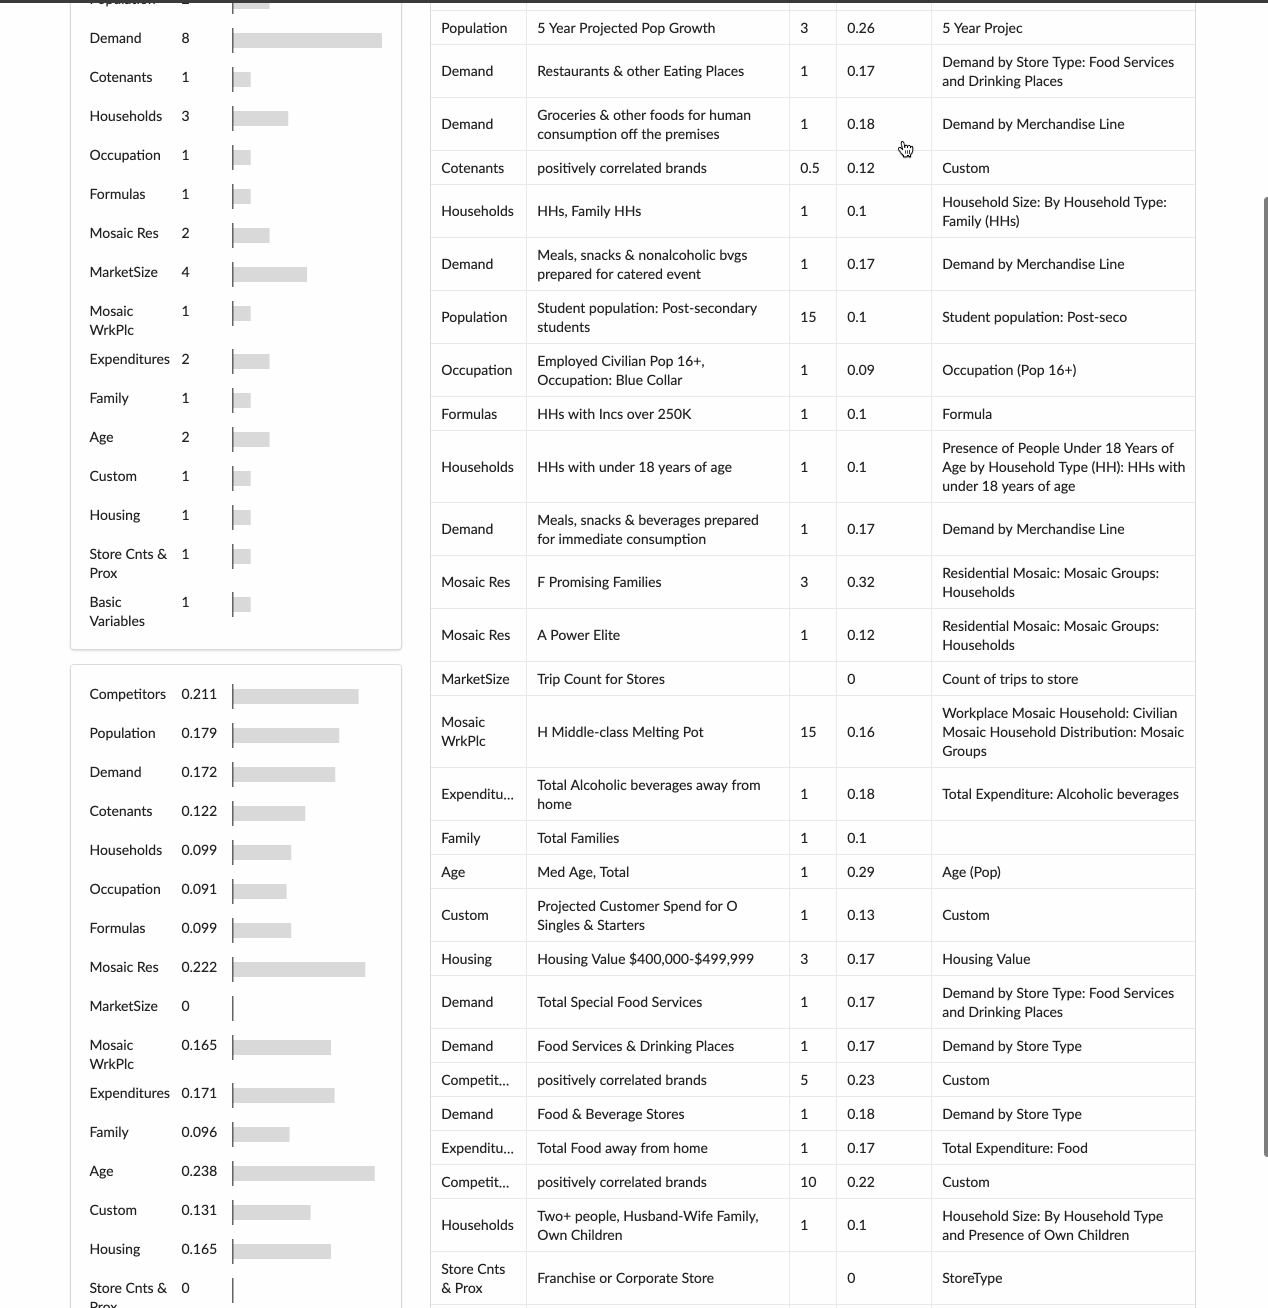 Population 2
Demand 8
Cotenants 1
Households 3
Occupation 1
Formulas 1
Mosaic Res 2
MarketSize 4
Mosaic 1
WrkPlc
Expenditures 2
Family 1
Age 2
Custom 1
Housing 1
Store Cnts & 1
Prox
Basic 1
Variables
Competitors 0.211
Population 0.179
Demand 0.172
Cotenants 0.122
Households 0.099
Occupation 0.091
Formulas 0.099
Mosaic Res 0.222
MarketSize 0
Mosaic 0.165
WrkPlc
Expenditures 0.171
Family 0.096
Age 0.238
Custom 0.131
Housing 0.165
Store Cnts & 0
Prox
Population 5 Year Projected Pop Growth 3 0.26 5 Year Projec
Demand Restaurants & other Eating Places 1 0.17 Demand by Store Type: Food Services
and Drinking Places
Demand Groceries & other foods for human 1 0.18 Demand by Merchandise Line
consumption off the premises
Cotenants positively correlated brands 0.5 0.12 Custom
Households HHs, Family HHs 1 0.1 Household Size: By Household Type:
Family (HHs)
Demand Meals, snacks & nonalcoholic bvgs 1 0.17 Demand by Merchandise Line
prepared for catered event
Population Student population: Post-secondary 15 0.1 Student population: Post-seco
students
Occupation Employed Civilian Pop 16+, 1 0.09 Occupation (Pop 16+)
Occupation: Blue Collar
Formulas HHs with Incs over 250K 1 0.1 Formula
Households HHs with under 18 years of age 1 0.1 Presence of People Under 18 Years of
Age by Household Type (HH): HHs with
under 18 years of age
Demand Meals, snacks & beverages prepared 1 0.17 Demand by Merchandise Line
for immediate consumption
Mosaic Res F Promising Families 3 0.32 Residential Mosaic: Mosaic Groups:
Households
Mosaic Res A Power Elite 1 0.12 Residential Mosaic: Mosaic Groups:
Households
MarketSize Trip Count for Stores 0 Count of trips to store
Mosaic H Middle-class Melting Pot 15 0.16 Workplace Mosaic Household: Civilian
WrkPlc Mosaic Household Distribution: Mosaic
Groups
Expenditu... Total Alcoholic beverages away from 1 0.18 Total Expenditure: Alcoholic beverages
home
Family Total Families 1 0.1
Age Med Age, Total 1 0.29 Age (Pop)
Custom Projected Customer Spend for O 1 0.13 Custom
Singles & Starters
Housing Housing Value $400,000-$499,999 3 0.17 Housing Value
Demand Total Special Food Services 1 0.17 Demand by Store Type: Food Services
and Drinking Places
Demand Food Services & Drinking Places 1 0.17 Demand by Store Type
Competit... positively correlated brands 5 0.23 Custom
Demand Food & Beverage Stores 1 0.18 Demand by Store Type
Expenditu... Total Food away from home 1 0.17 Total Expenditure: Food
Competit... positively correlated brands 10 0.22 Custom
Households Two+ people, Husband-Wife Family, 1 0.1 Household Size: By Household Type
Own Children and Presence of Own Children
Store Cnts Franchise or Corporate Store 0 StoreType
& Prox